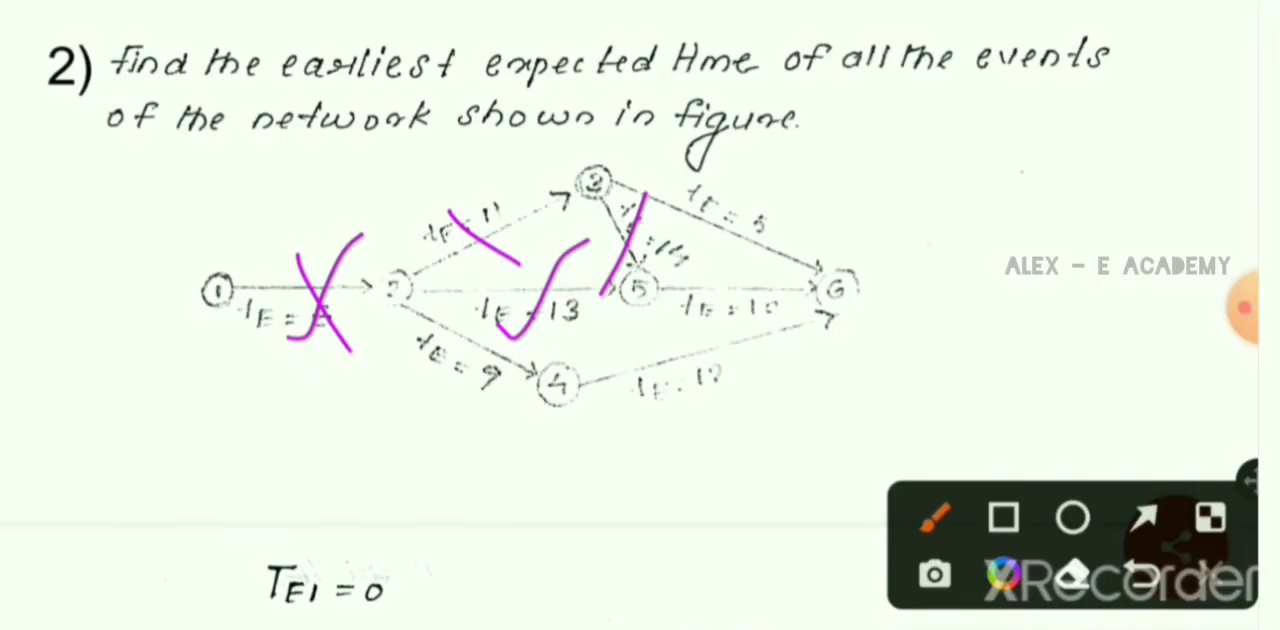 2) find the earliest expected time of all the events
of the network shown in figure.
3
tE = 5
tE = 11
ALEX - E ACADEMY
1
2
5
6
tE =
tE = 13
tE = 10
tE = 9
4
tE
TE1 = 0
XRecorder